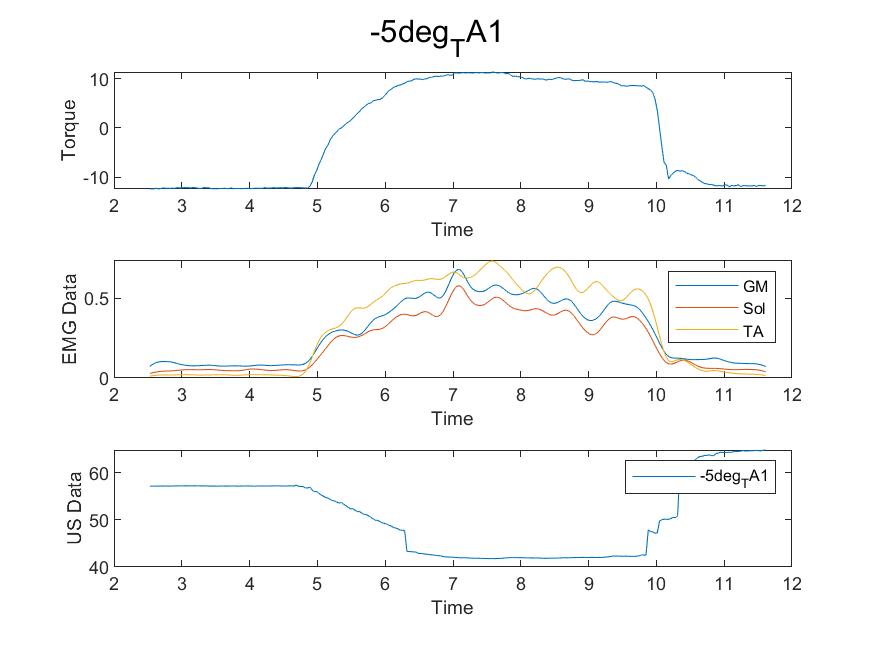 -5deg_TA1
Torque
10
0
-10
2 3 4 5 6 7 8 9 10 11 12
Time
EMG Data
0.5
0
GM
Sol
TA
2 3 4 5 6 7 8 9 10 11 12
Time
US Data
60
50
40
-5deg_TA1
2 3 4 5 6 7 8 9 10 11 12
Time